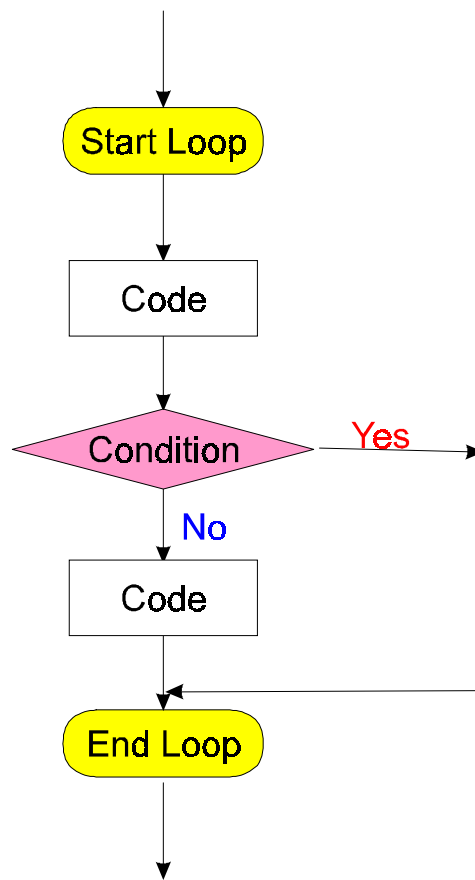 Start Loop
Code
Condition
Yes
No
Code
End Loop